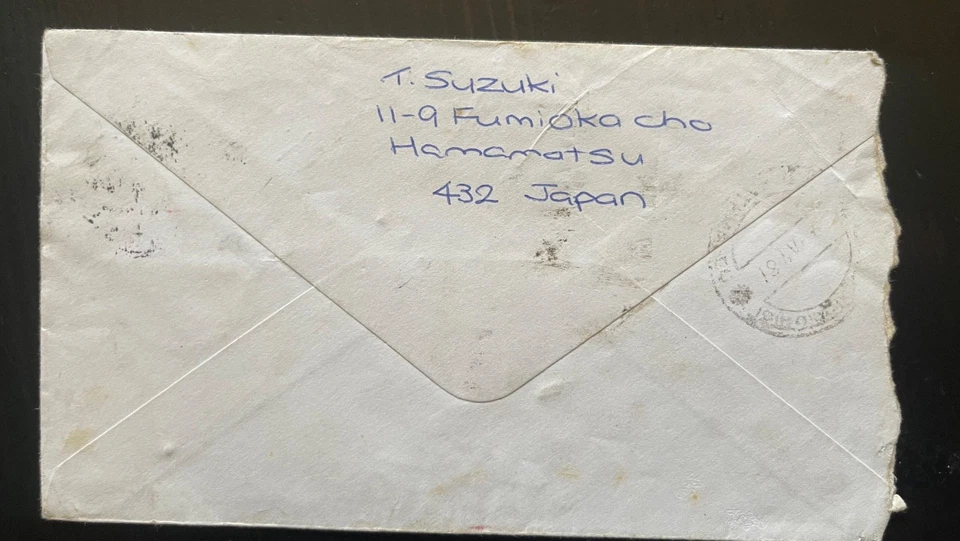 T. Suzuki
11-9 Fumioka cho
Hamamatsu
432 Japan